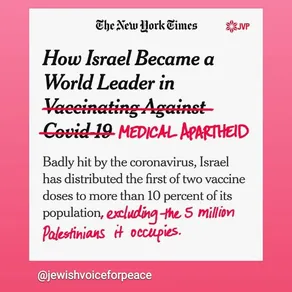 The New York Times
JVP
How Israel Became a
World Leader in
Vaccinating Against
Covid 19 MEDICAL APARTHEID
Badly hit by the coronavirus, Israel
has distributed the first of two vaccine
doses to more than 10 percent of its
population, excluding the 5 million
Palestinians it occupies.
@jewishvoiceforpeace